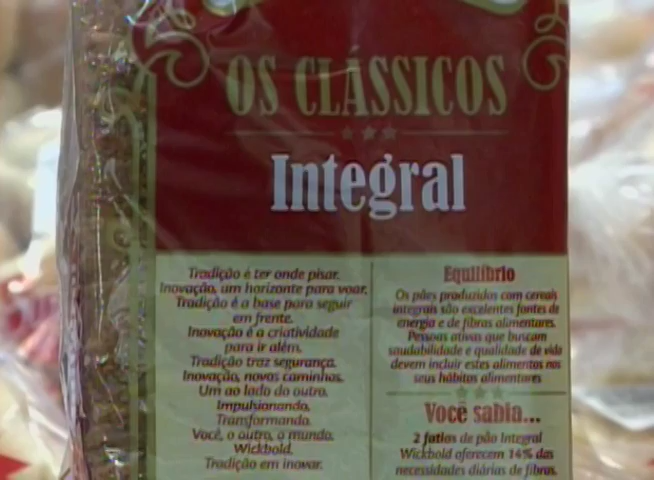 OS CLÁSSICOS
Integral
Tradição é ter onde pisar.
Inovação, um horizonte para voar.
Tradição é a base para seguir
em frente.
Inovação é a criatividade
para ir além.
Tradição traz segurança.
Inovação, novos caminhos.
Um ao lado do outro.
Impulsionando.
Transformando.
Você, o outro, o mundo.
Wickbold.
Tradição em inovar.
Equilíbrio
Os pães produzidos com cereais
integrais são excelentes fontes de
energia e de fibras alimentares.
Pessoas ativas que buscam
saudabilidade e qualidade de vida
devem incluir estes alimentos nos
seus hábitos alimentares
Você sabia...
2 fatias de pão Integral
Wickbold oferecem 14% das
necessidades diárias de fibras.